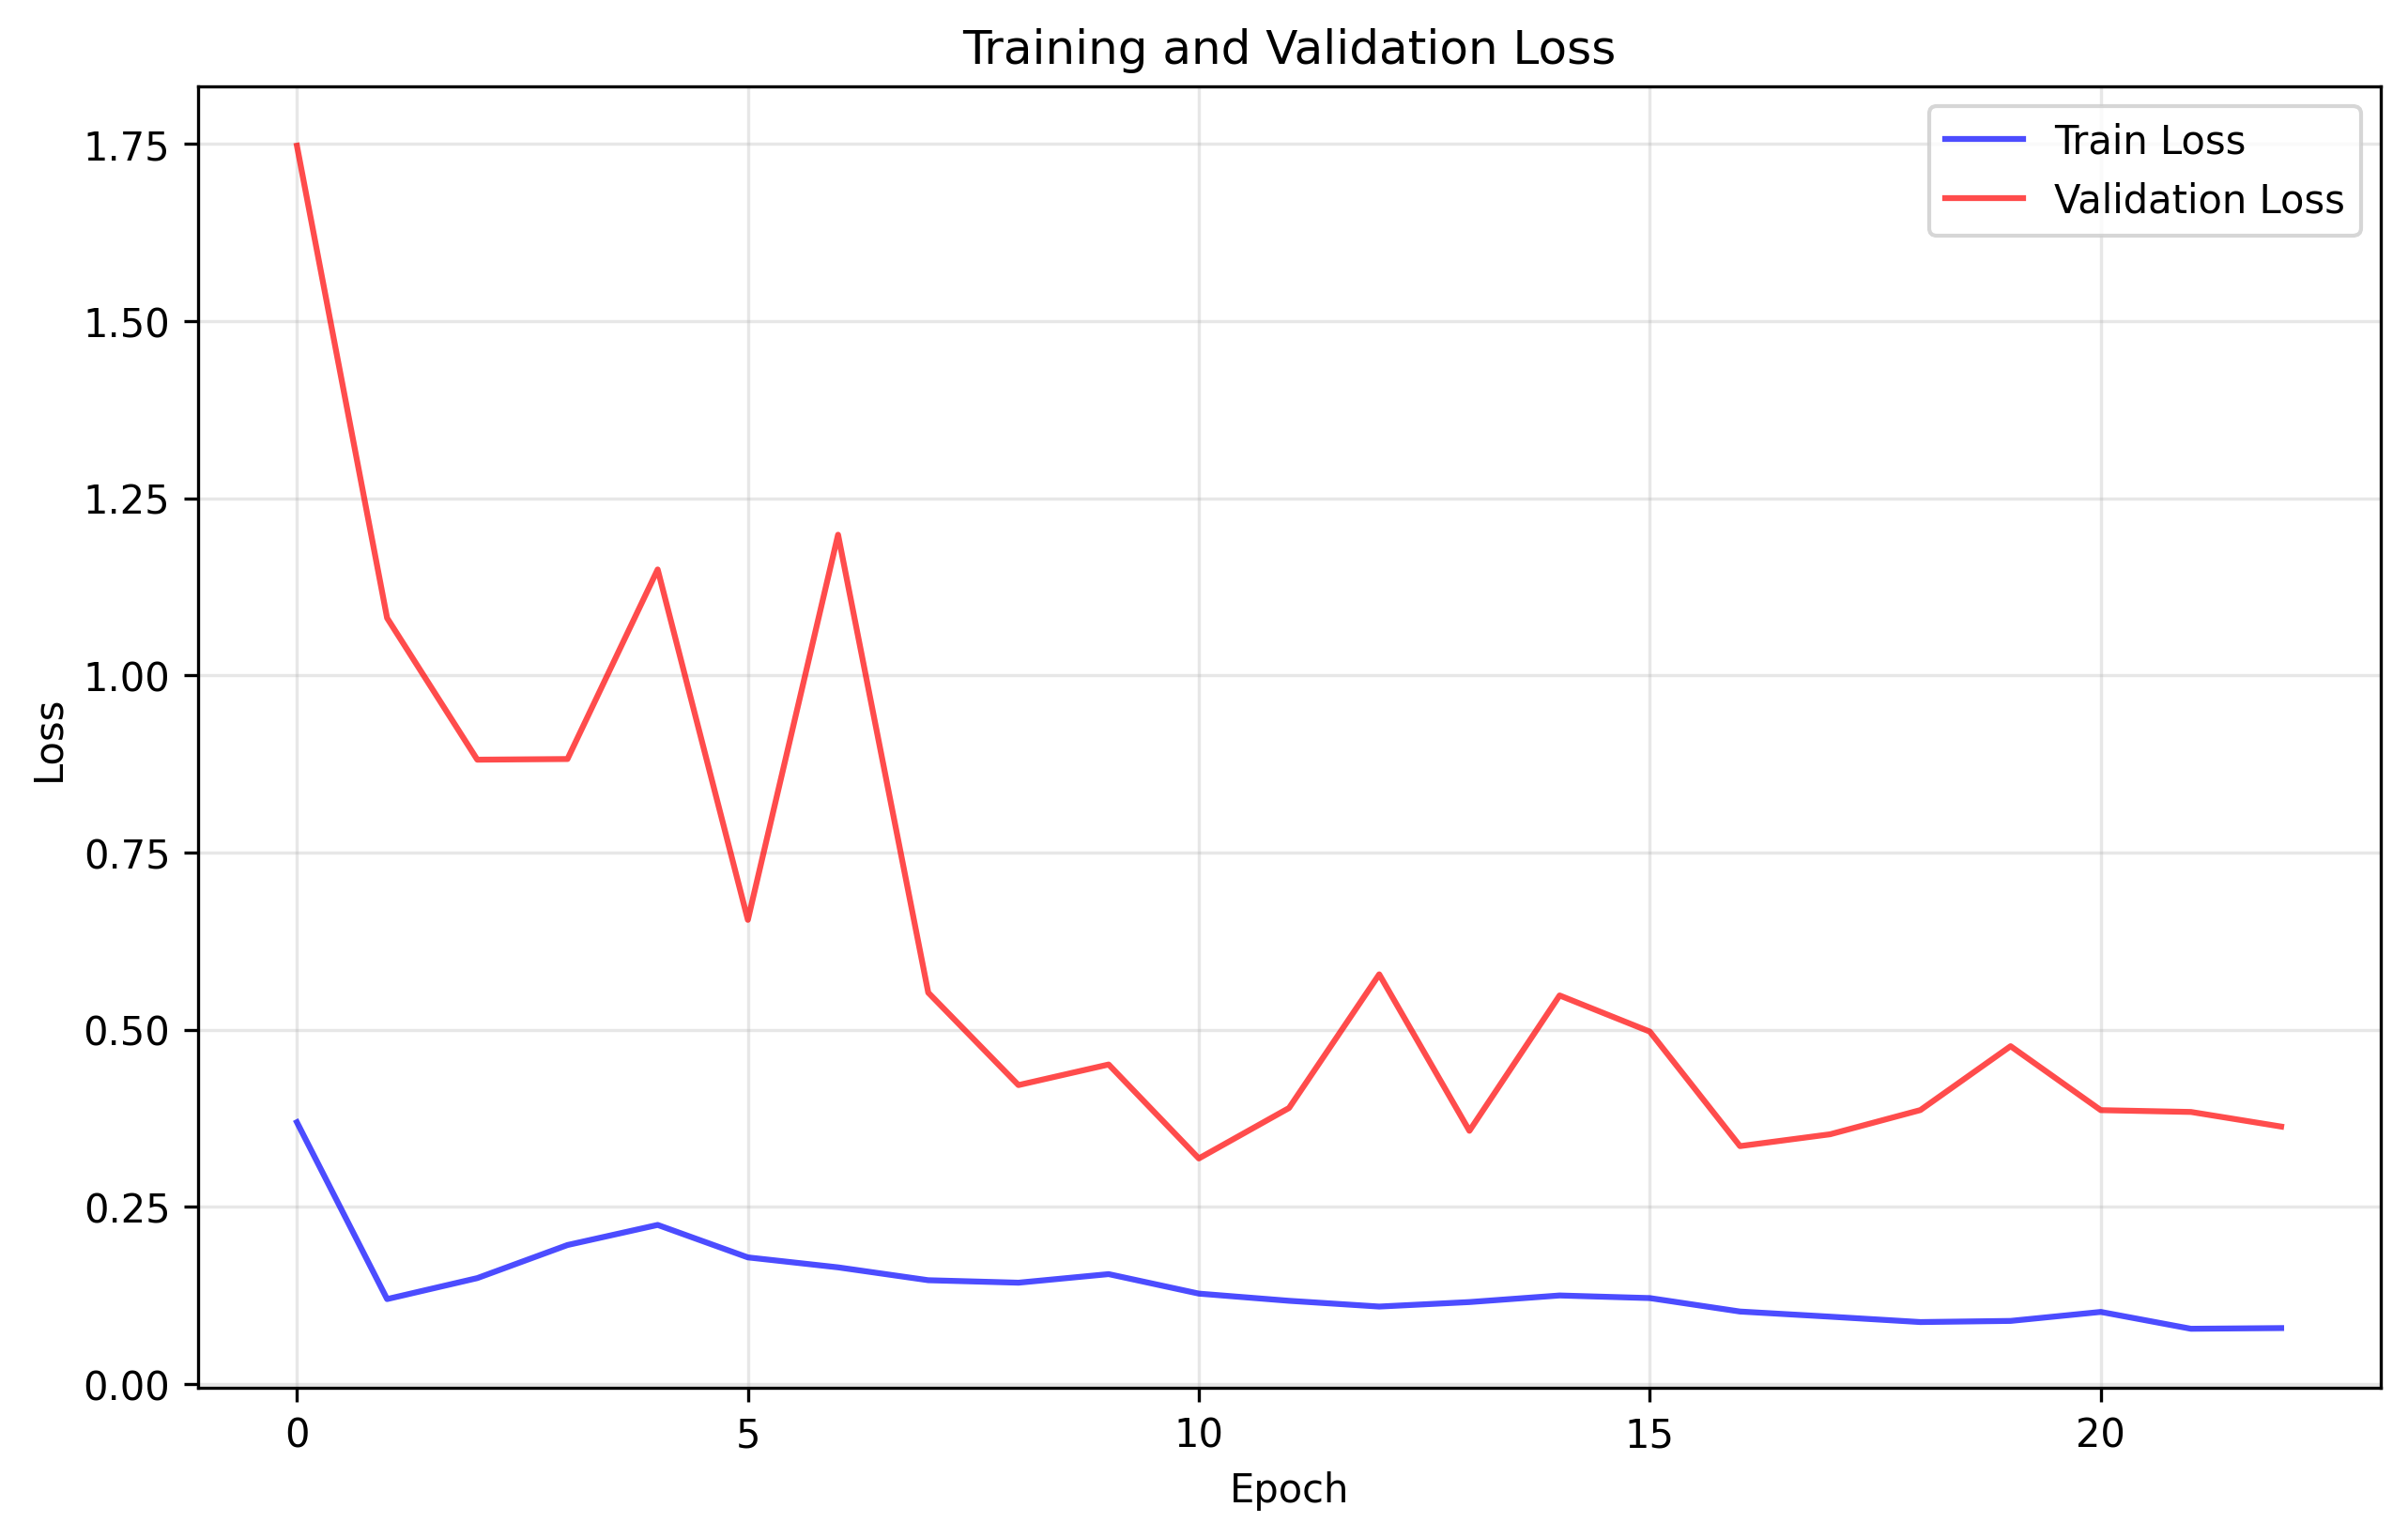 Training and Validation Loss
Train Loss
Validation Loss
1.75
1.50
1.25
1.00
0.75
0.50
0.25
0.00
Loss
0 5 10 15 20
Epoch